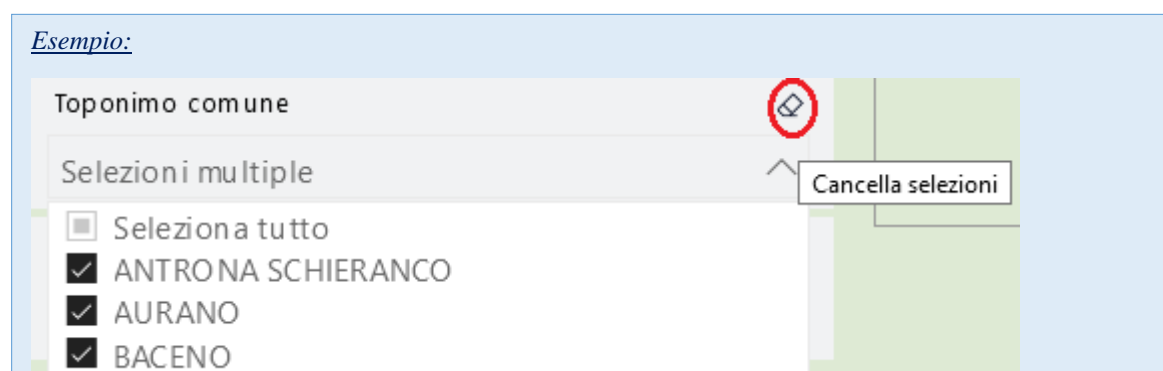 Esempio:
Toponimo comune
Selezioni multiple
Cancella selezioni
Seleziona tutto
ANTRONA SCHIERANCO
AURANO
BACENO